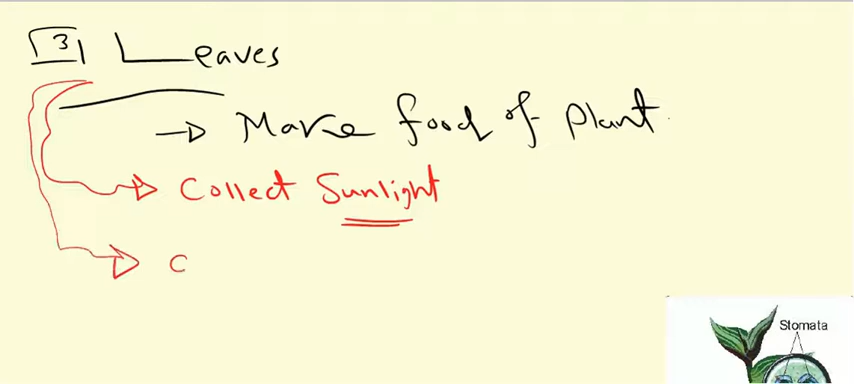 3) Leaves
→ Make food of plant
→ Collect Sunlight
→ C
Stomata